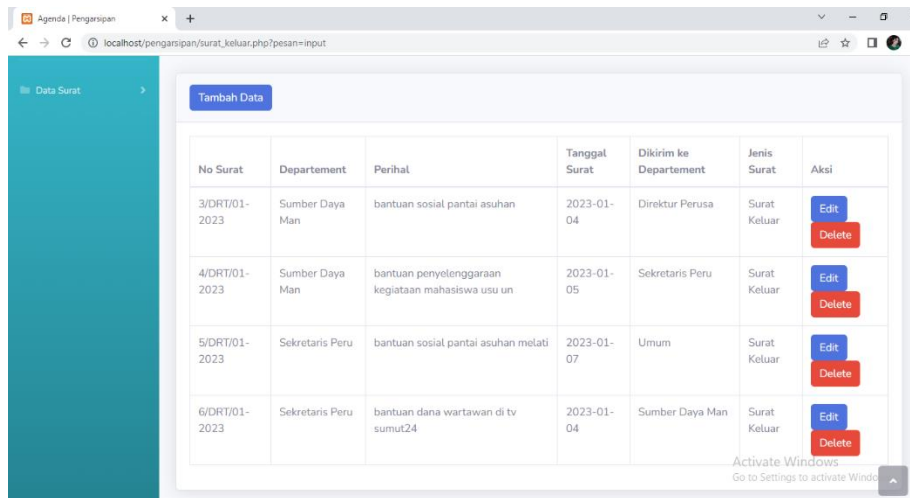 Agenda | Pengarsipan
localhost/pengarsipan/surat_keluar.php?pesan=input
Data Surat
Tambah Data
No Surat Departement Perihal Tanggal Surat Dikirim ke Departement Jenis Surat Aksi
3/DRT/01-2023 Sumber Daya Man bantuan sosial pantai asuhan 2023-01-04 Direktur Perusa Surat Keluar Edit Delete
4/DRT/01-2023 Sumber Daya Man bantuan penyelenggaraan kegiataan mahasiswa usu un 2023-01-05 Sekretaris Peru Surat Keluar Edit Delete
5/DRT/01-2023 Sekretaris Peru bantuan sosial pantai asuhan melati 2023-01-07 Umum Surat Keluar Edit Delete
6/DRT/01-2023 Sekretaris Peru bantuan dana wartawan di tv sumut24 2023-01-04 Sumber Daya Man Surat Keluar Edit Delete
Activate Windows
Go to Settings to activate Windo